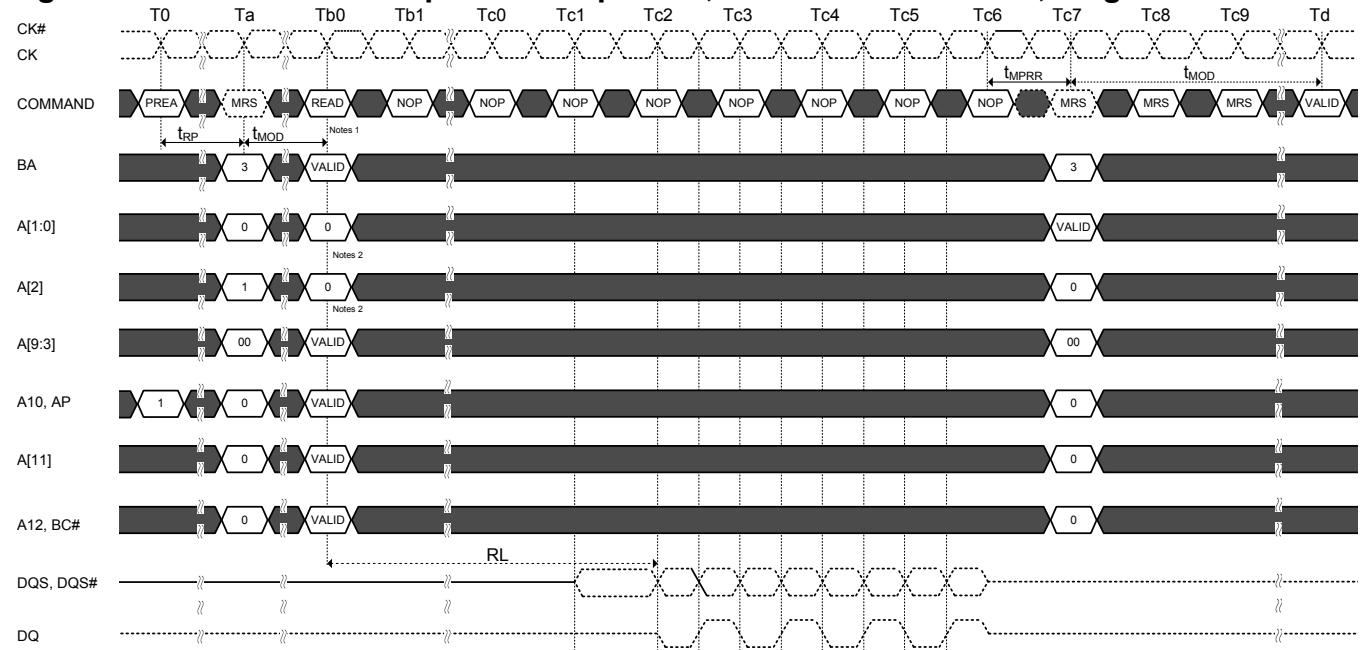 T0 Ta Tb0 Tb1 Tc0 Tc1 Tc2 Tc3 Tc4 Tc5 Tc6 Tc7 Tc8 Tc9 Td
CK#
CK
tMPRR tMOD
COMMAND PREA MRS READ NOP NOP NOP NOP NOP NOP NOP NOP MRS MRS MRS VALID
tRP tMOD Notes 1
BA 3 VALID 3
A[1:0] 0 0 VALID
Notes 2
A[2] 1 0 0
Notes 2
A[9:3] 00 VALID 00
A10, AP 1 0 VALID 0
A[11] 0 VALID 0
A12, BC# 0 VALID 0
RL
DQS, DQS#
DQ